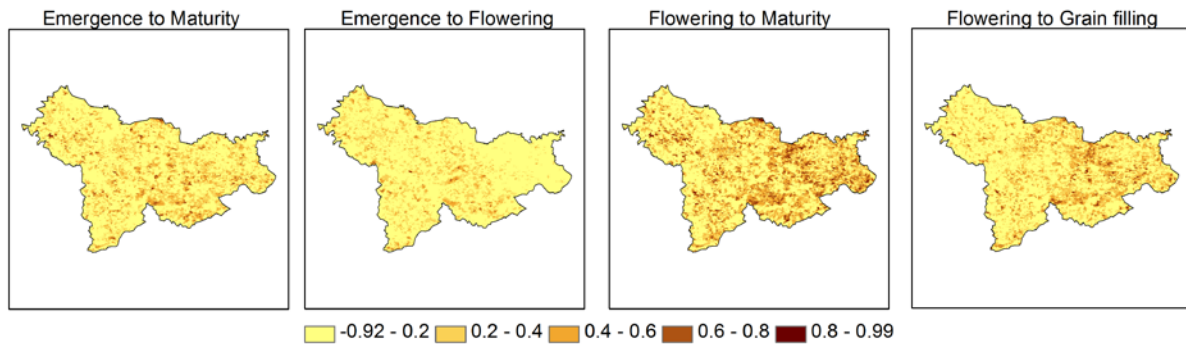 Emergence to Maturity
Emergence to Flowering
Flowering to Maturity
Flowering to Grain filling
-0.92 - 0.2 0.2 - 0.4 0.4 - 0.6 0.6 - 0.8 0.8 - 0.99